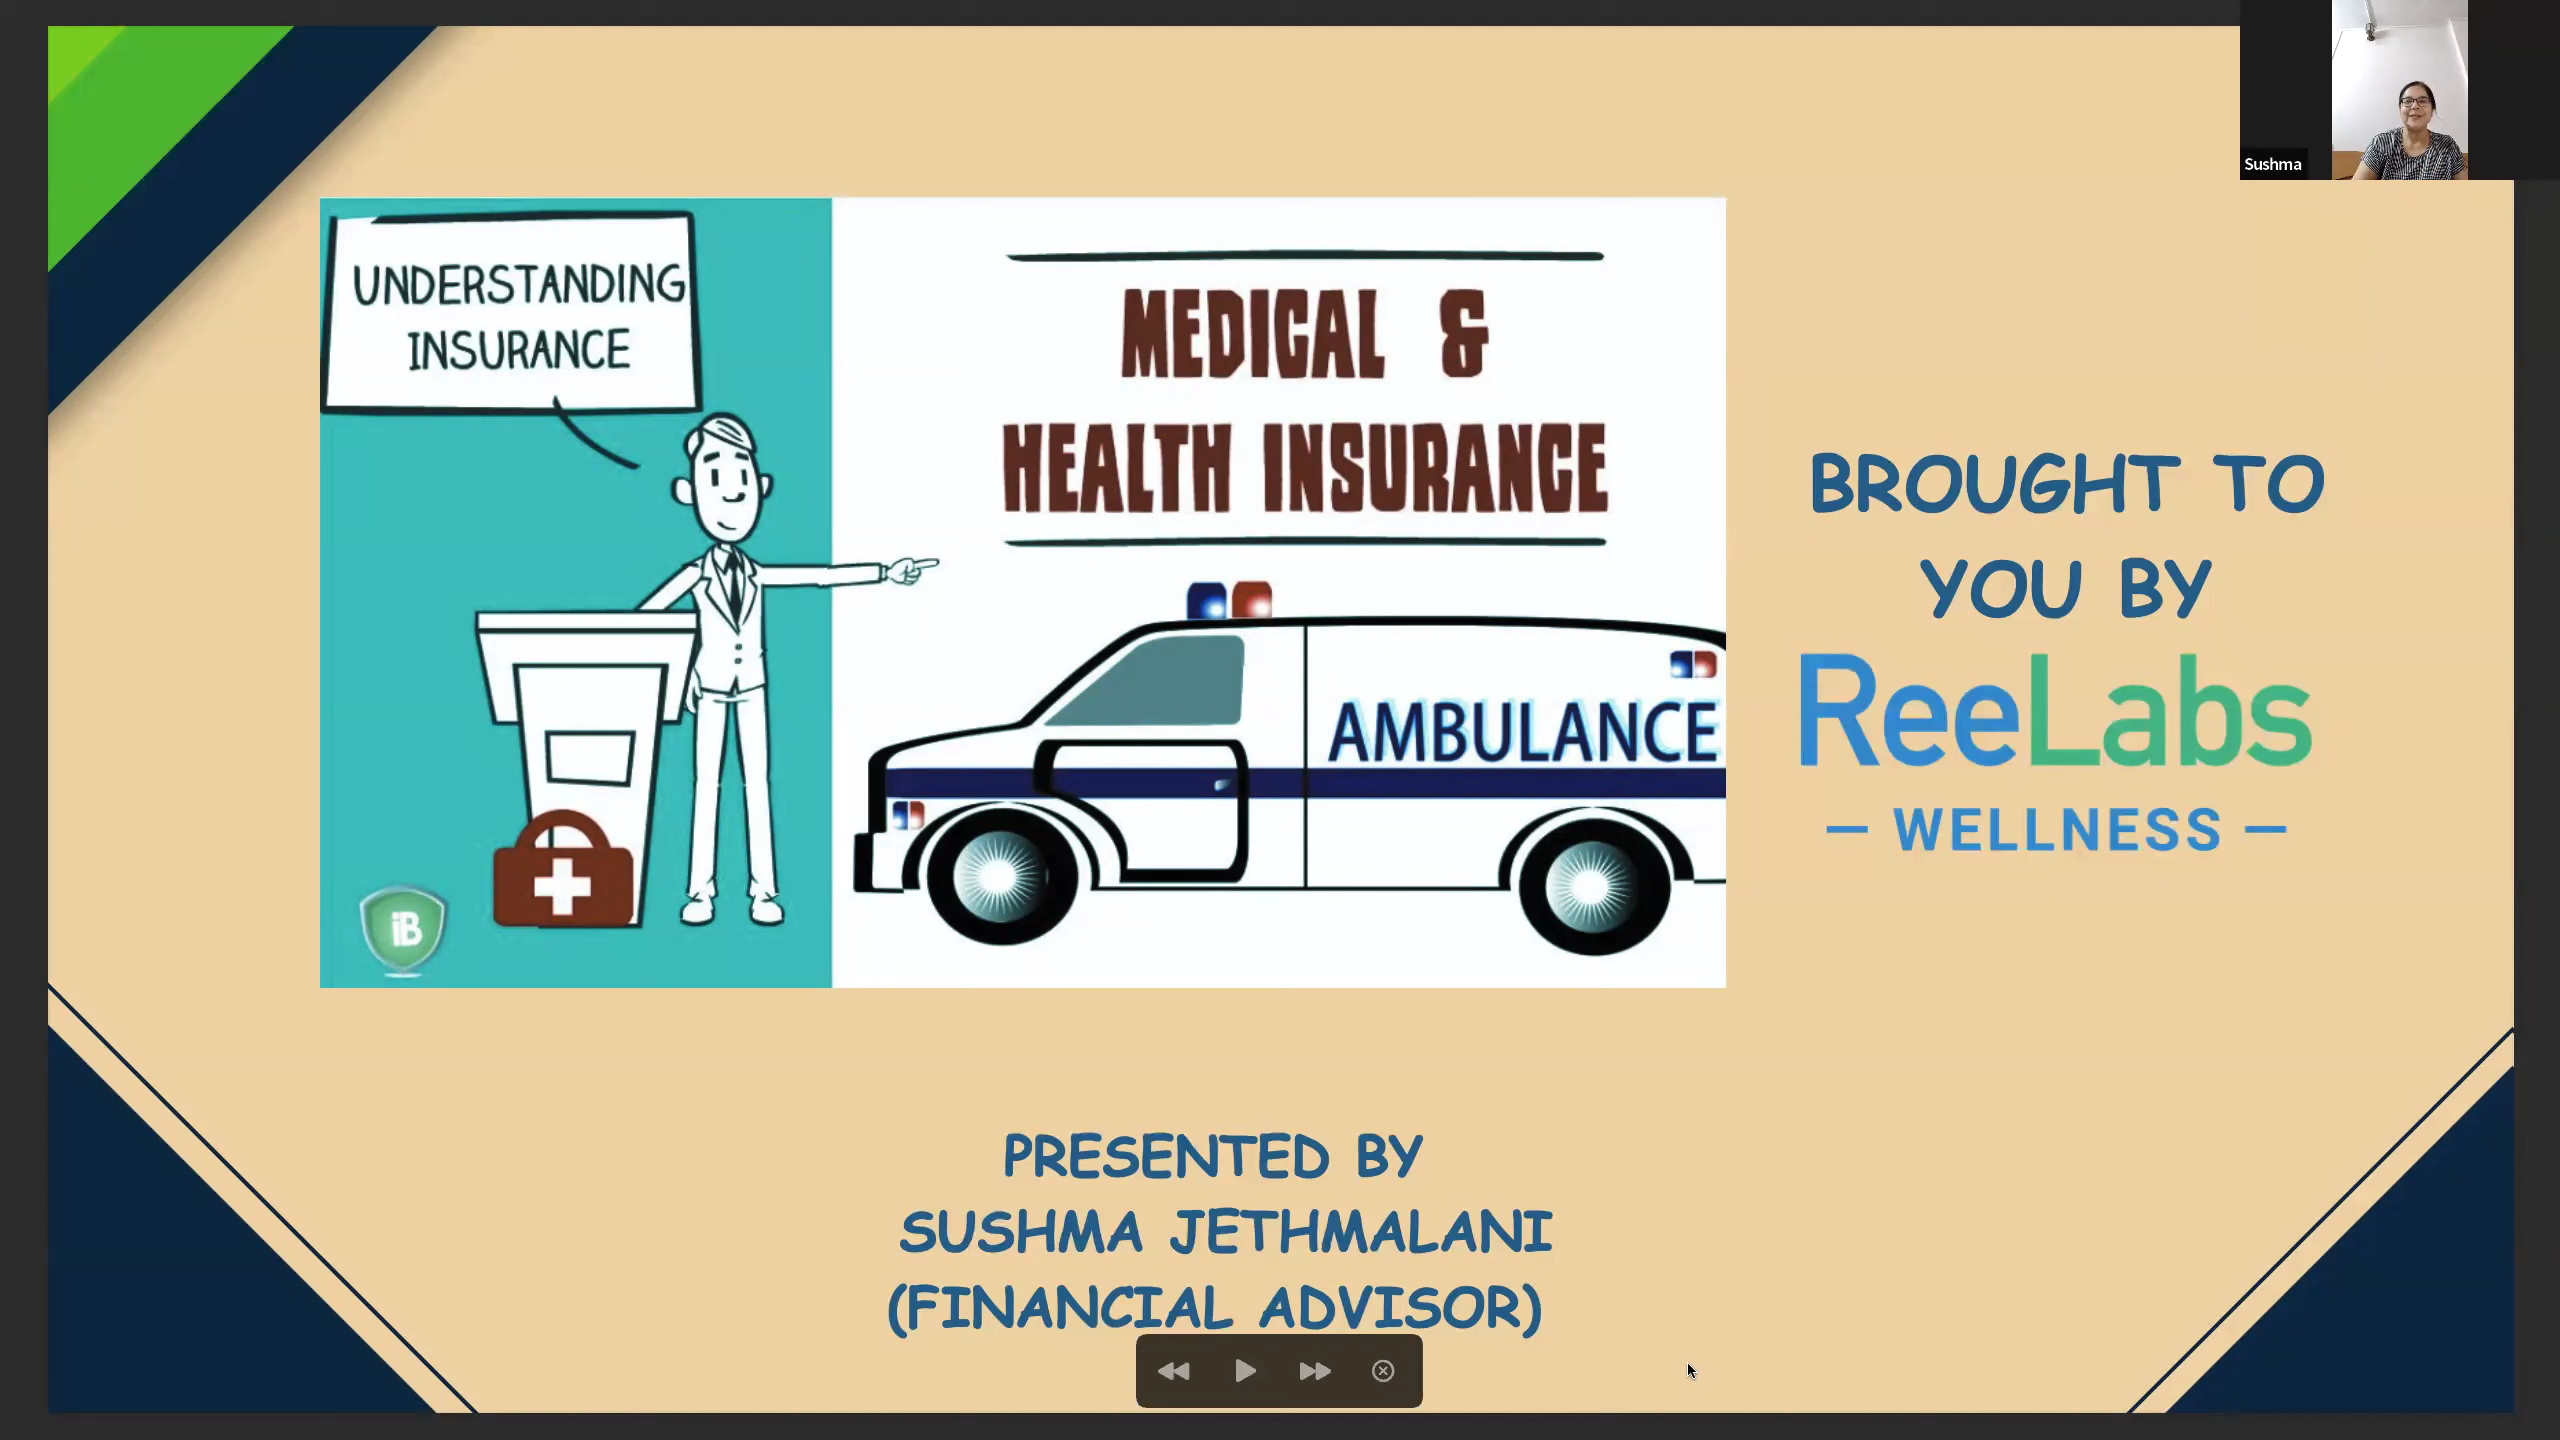 Sushma
UNDERSTANDING
INSURANCE
MEDICAL &
HEALTH INSURANCE
AMBULANCE
iB
BROUGHT TO
YOU BY
ReeLabs
— WELLNESS —
PRESENTED BY
SUSHMA JETHMALANI
(FINANCIAL ADVISOR)